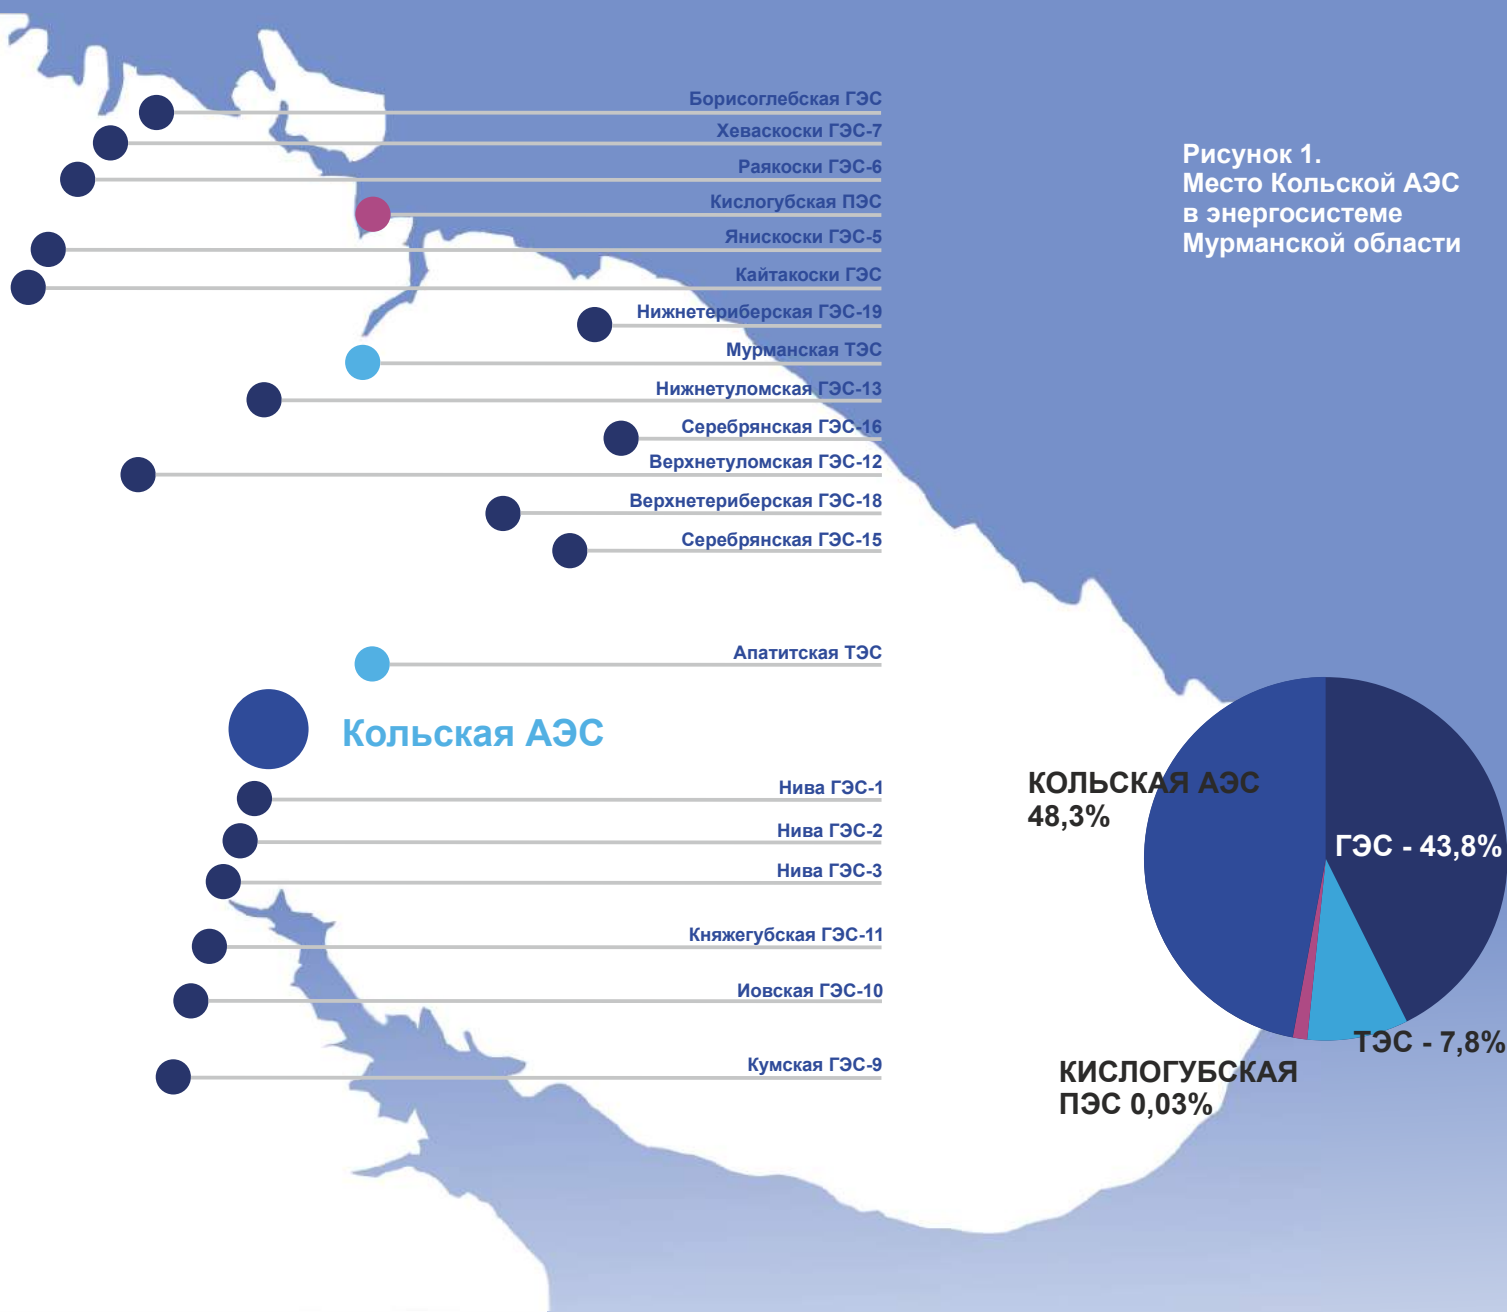 Борисоглебская ГЭС
Хеваскоски ГЭС-7
Раякоски ГЭС-6
Кислогубская ПЭС
Янискоски ГЭС-5
Кайтакоски ГЭС
Нижнетериберская ГЭС-19
Мурманская ТЭС
Нижнетуломская ГЭС-13
Серебрянская ГЭС-16
Верхнетуломская ГЭС-12
Верхнетериберская ГЭС-18
Серебрянская ГЭС-15
Апатитская ТЭС
Кольская АЭС
Нива ГЭС-1
Нива ГЭС-2
Нива ГЭС-3
Княжегубская ГЭС-11
Иовская ГЭС-10
Кумская ГЭС-9
Рисунок 1.
Место Кольской АЭС
в энергосистеме
Мурманской области
КОЛЬСКАЯ АЭС
48,3%
ГЭС - 43,8%
ТЭС - 7,8%
КИСЛОГУБСКАЯ
ПЭС 0,03%